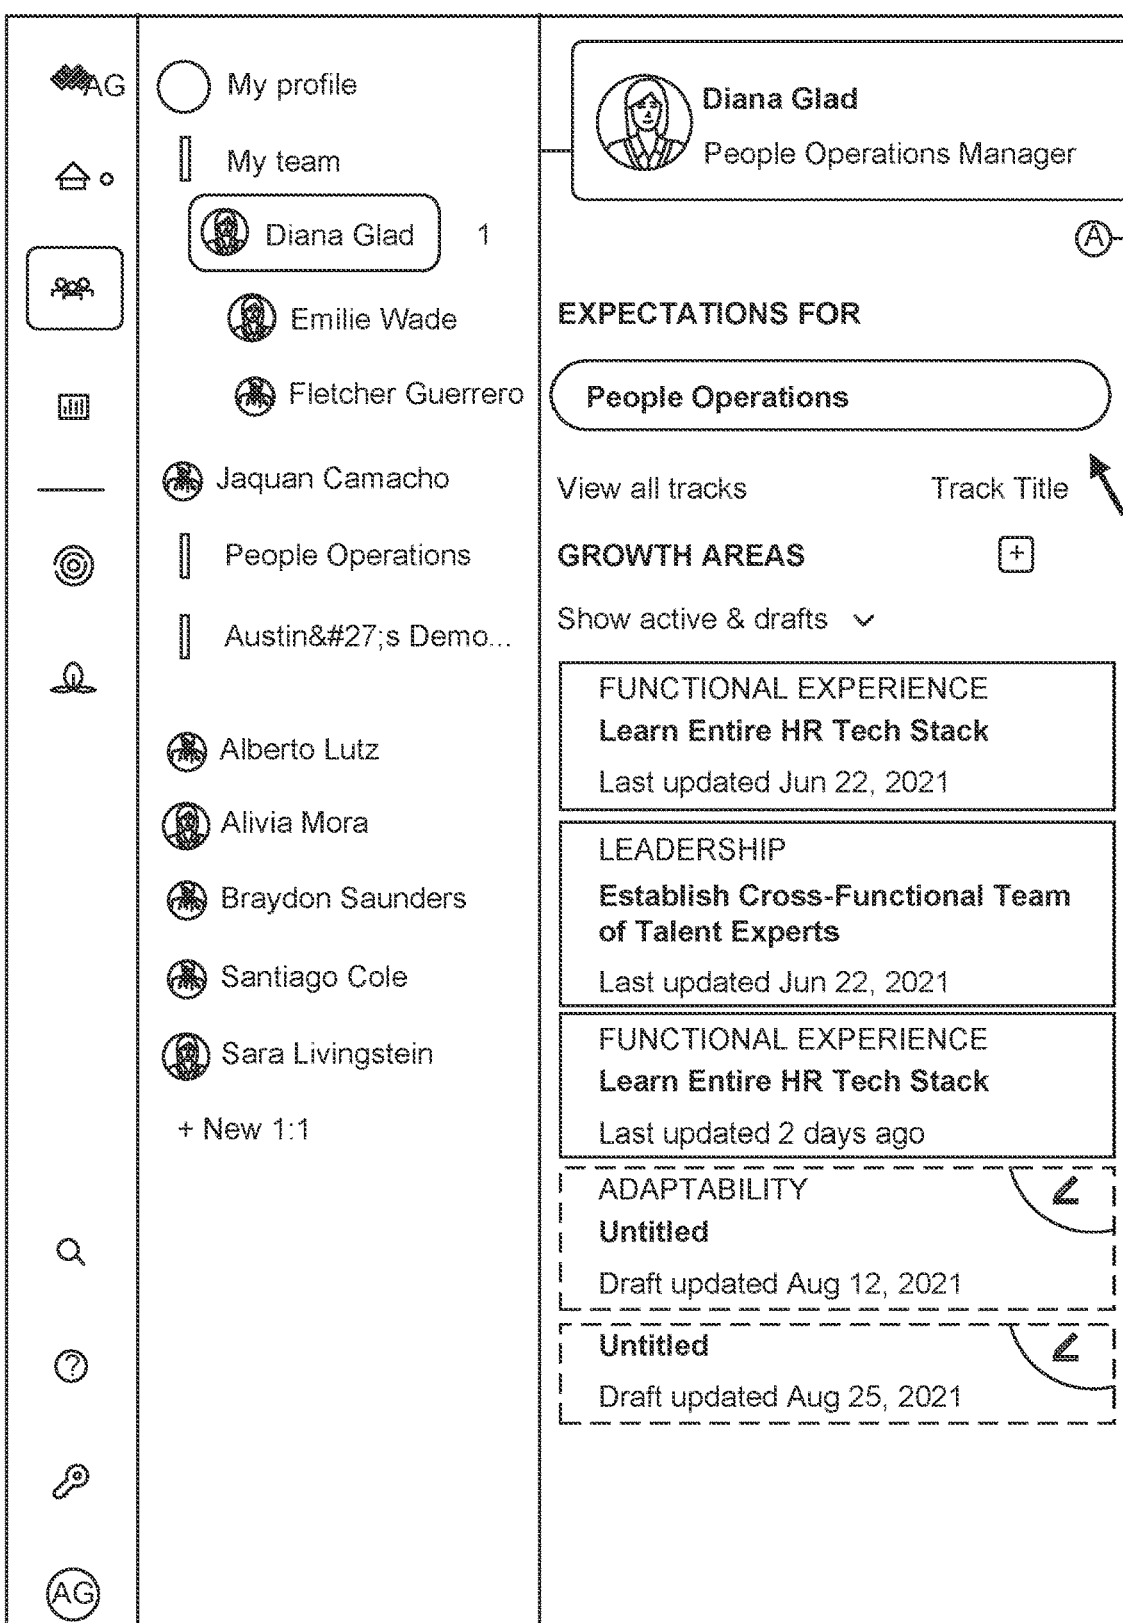 AG
My profile
My team
Diana Glad 1
Emilie Wade
Fletcher Guerrero
Jaquan Camacho
People Operations
Austin&#27;s Demo...
Alberto Lutz
Alivia Mora
Braydon Saunders
Santiago Cole
Sara Livingstein
+ New 1:1
AG
Diana Glad
People Operations Manager
A
EXPECTATIONS FOR
People Operations
View all tracks Track Title
GROWTH AREAS +
Show active & drafts
FUNCTIONAL EXPERIENCE
Learn Entire HR Tech Stack
Last updated Jun 22, 2021
LEADERSHIP
Establish Cross-Functional Team
of Talent Experts
Last updated Jun 22, 2021
FUNCTIONAL EXPERIENCE
Learn Entire HR Tech Stack
Last updated 2 days ago
ADAPTABILITY
Untitled
Draft updated Aug 12, 2021
Untitled
Draft updated Aug 25, 2021